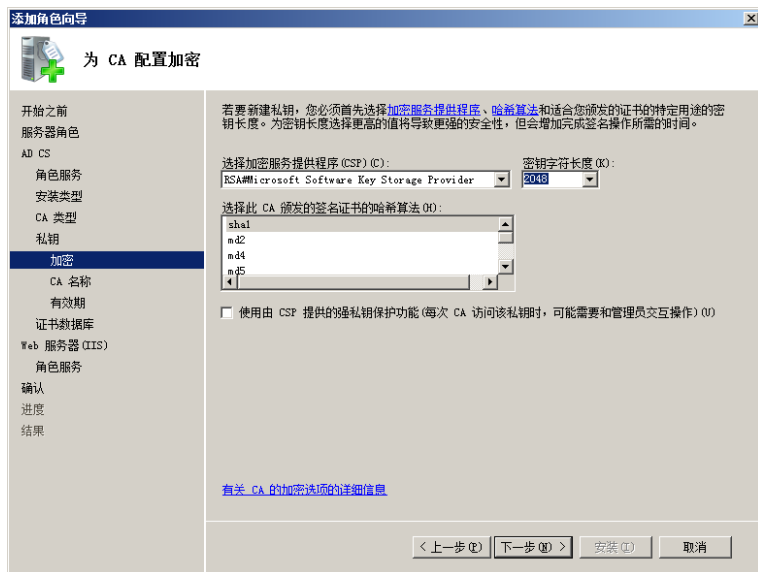 添加角色向导
为 CA 配置加密
开始之前
服务器角色
AD CS
角色服务
安装类型
CA 类型
私钥
加密
CA 名称
有效期
证书数据库
Web 服务器(IIS)
角色服务
确认
进度
结果
若要新建私钥，您必须首先选择加密服务提供程序、哈希算法和适合您颁发的证书的特定用途的密
钥长度。为密钥长度选择更高的值将导致更强的安全性，但会增加完成签名操作所需的时间。
选择加密服务提供程序(CSP)(C): 密钥字符长度(K):
RSA#Microsoft Software Key Storage Provider 2048
选择此 CA 颁发的签名证书的哈希算法(H):
sha1
md2
md4
md5
使用由 CSP 提供的强私钥保护功能(每次 CA 访问该私钥时，可能需要和管理员交互操作)(U)
有关 CA 的加密选项的详细信息
< 上一步(P) 下一步(N) > 安装(I) 取消